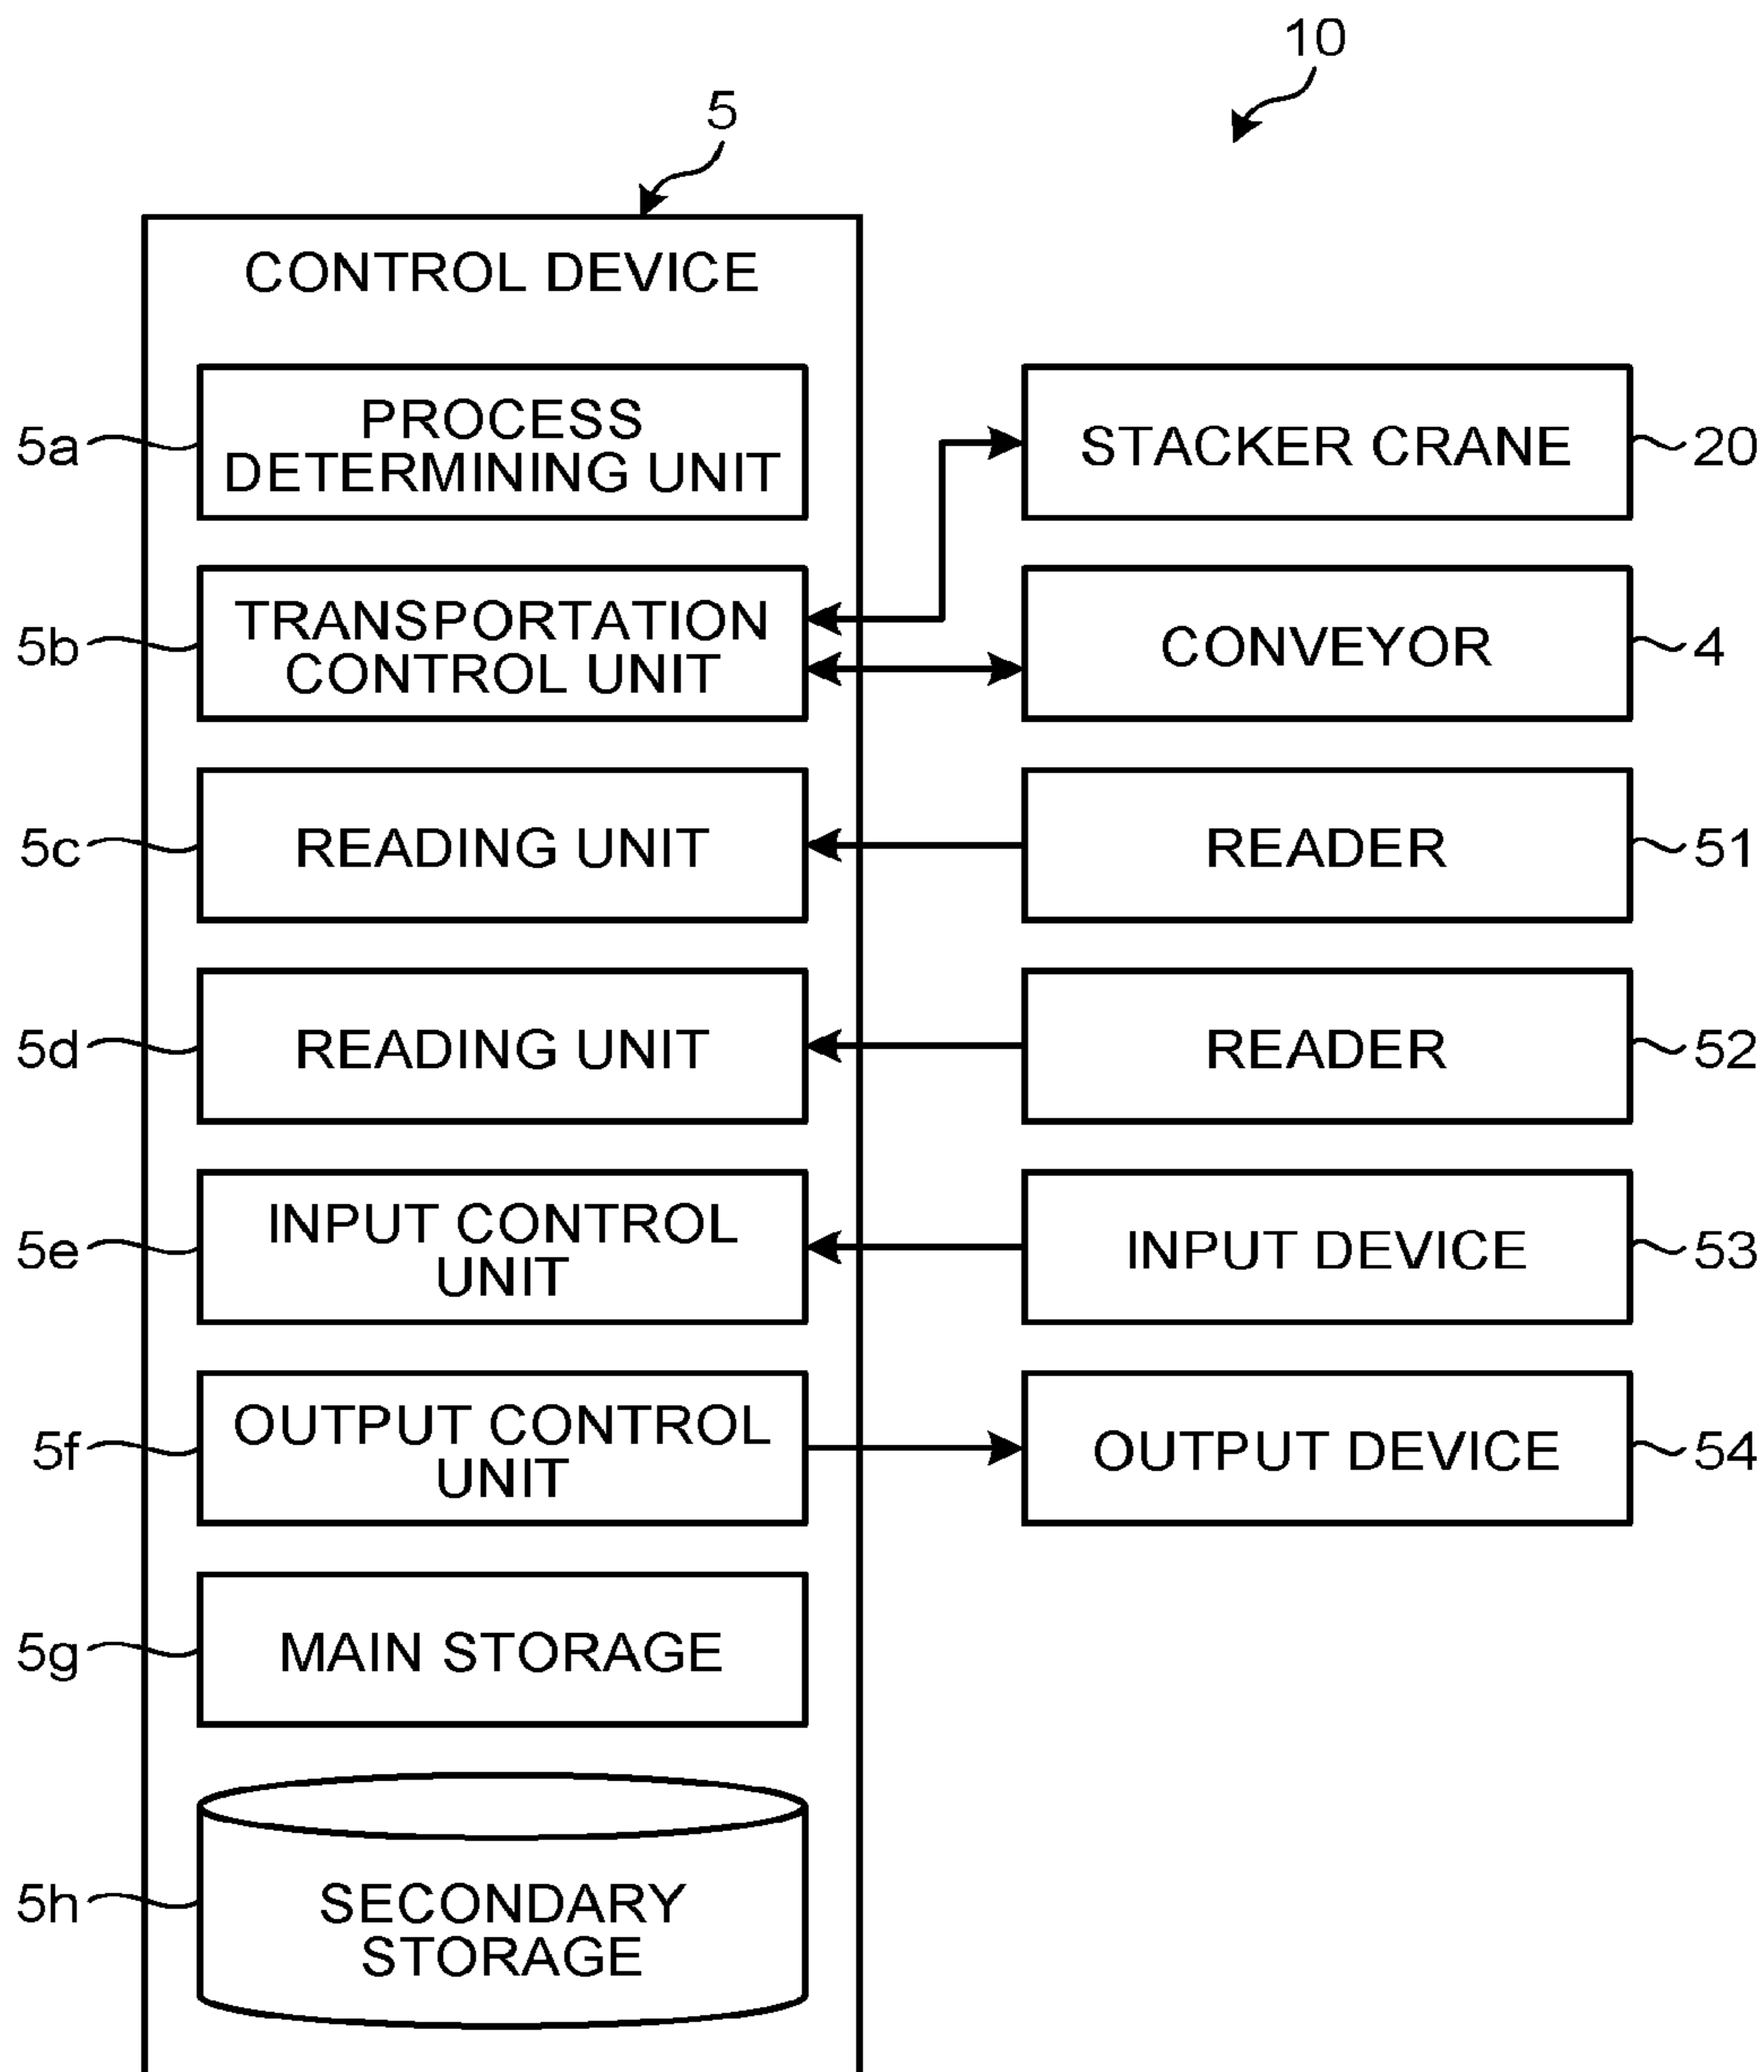 10
5
CONTROL DEVICE
5a
PROCESS
DETERMINING UNIT
STACKER CRANE
20
5b
TRANSPORTATION
CONTROL UNIT
CONVEYOR
4
5c
READING UNIT
READER
51
5d
READING UNIT
READER
52
5e
INPUT CONTROL
UNIT
INPUT DEVICE
53
5f
OUTPUT CONTROL
UNIT
OUTPUT DEVICE
54
5g
MAIN STORAGE
5h
SECONDARY
STORAGE